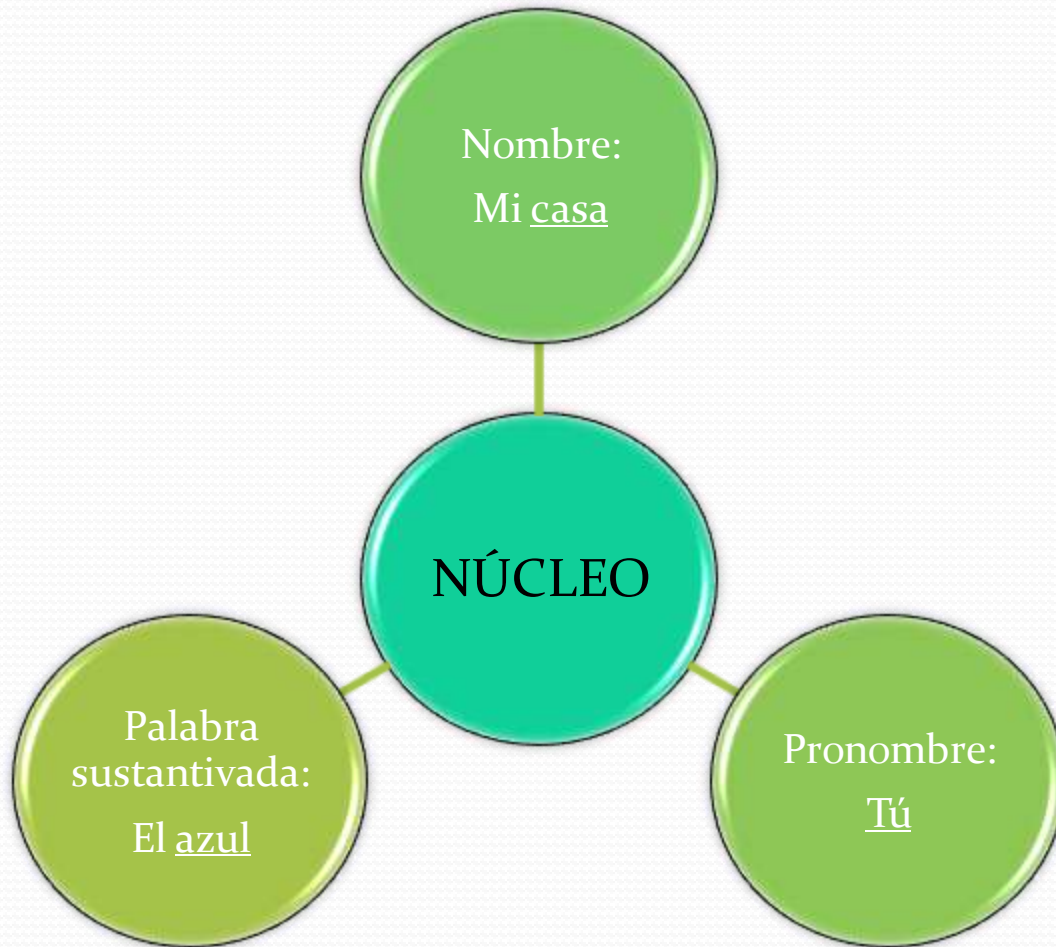 Nombre:
Mi casa
NÚCLEO
Palabra
sustantivada:
El azul
Pronombre:
Tú